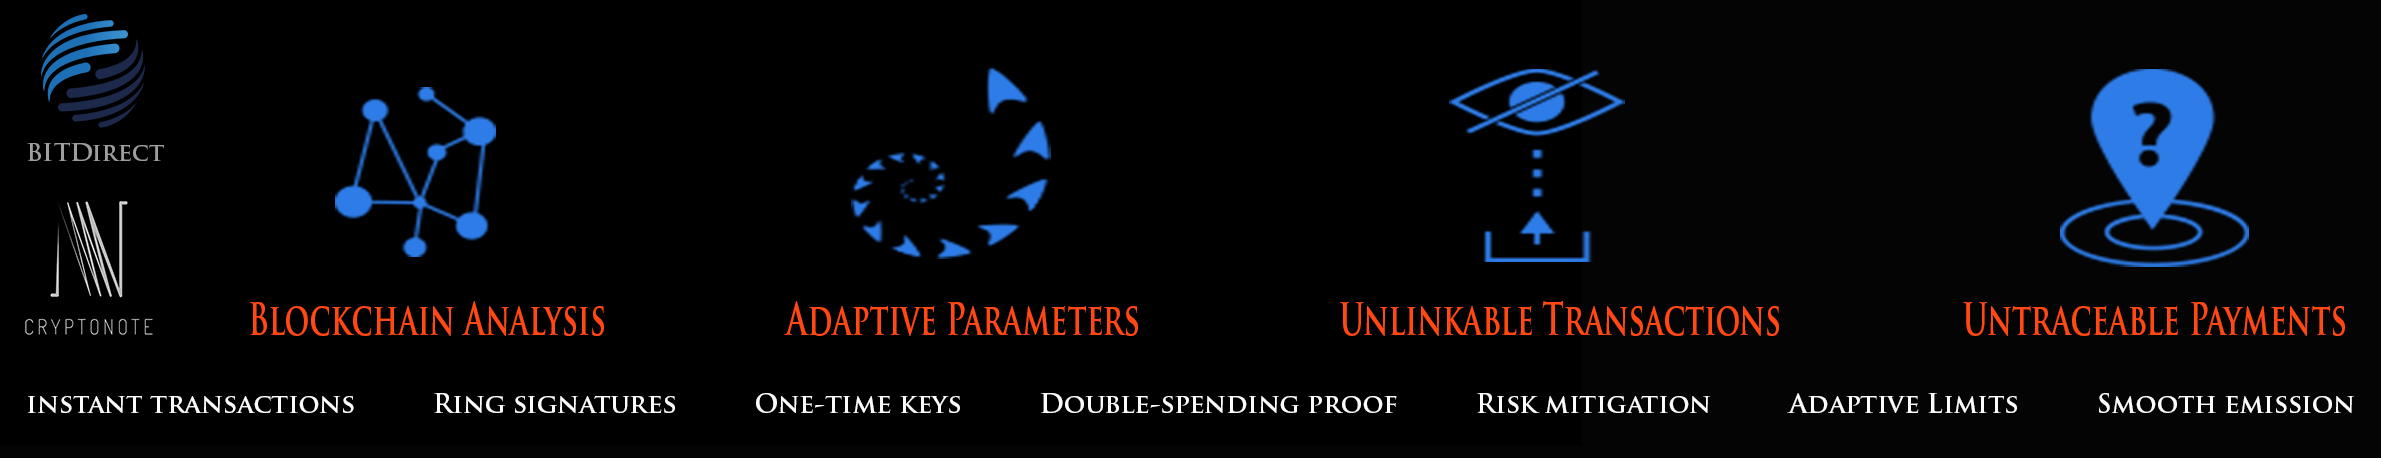 BITDIRECT
CRYPTONOTE
BLOCKCHAIN ANALYSIS
ADAPTIVE PARAMETERS
?
UNLINKABLE TRANSACTIONS
UNTRACEABLE PAYMENTS
INSTANT TRANSACTIONS
RING SIGNATURES
ONE-TIME KEYS
DOUBLE-SPENDING PROOF
RISK MITIGATION
ADAPTIVE LIMITS
SMOOTH EMISSION